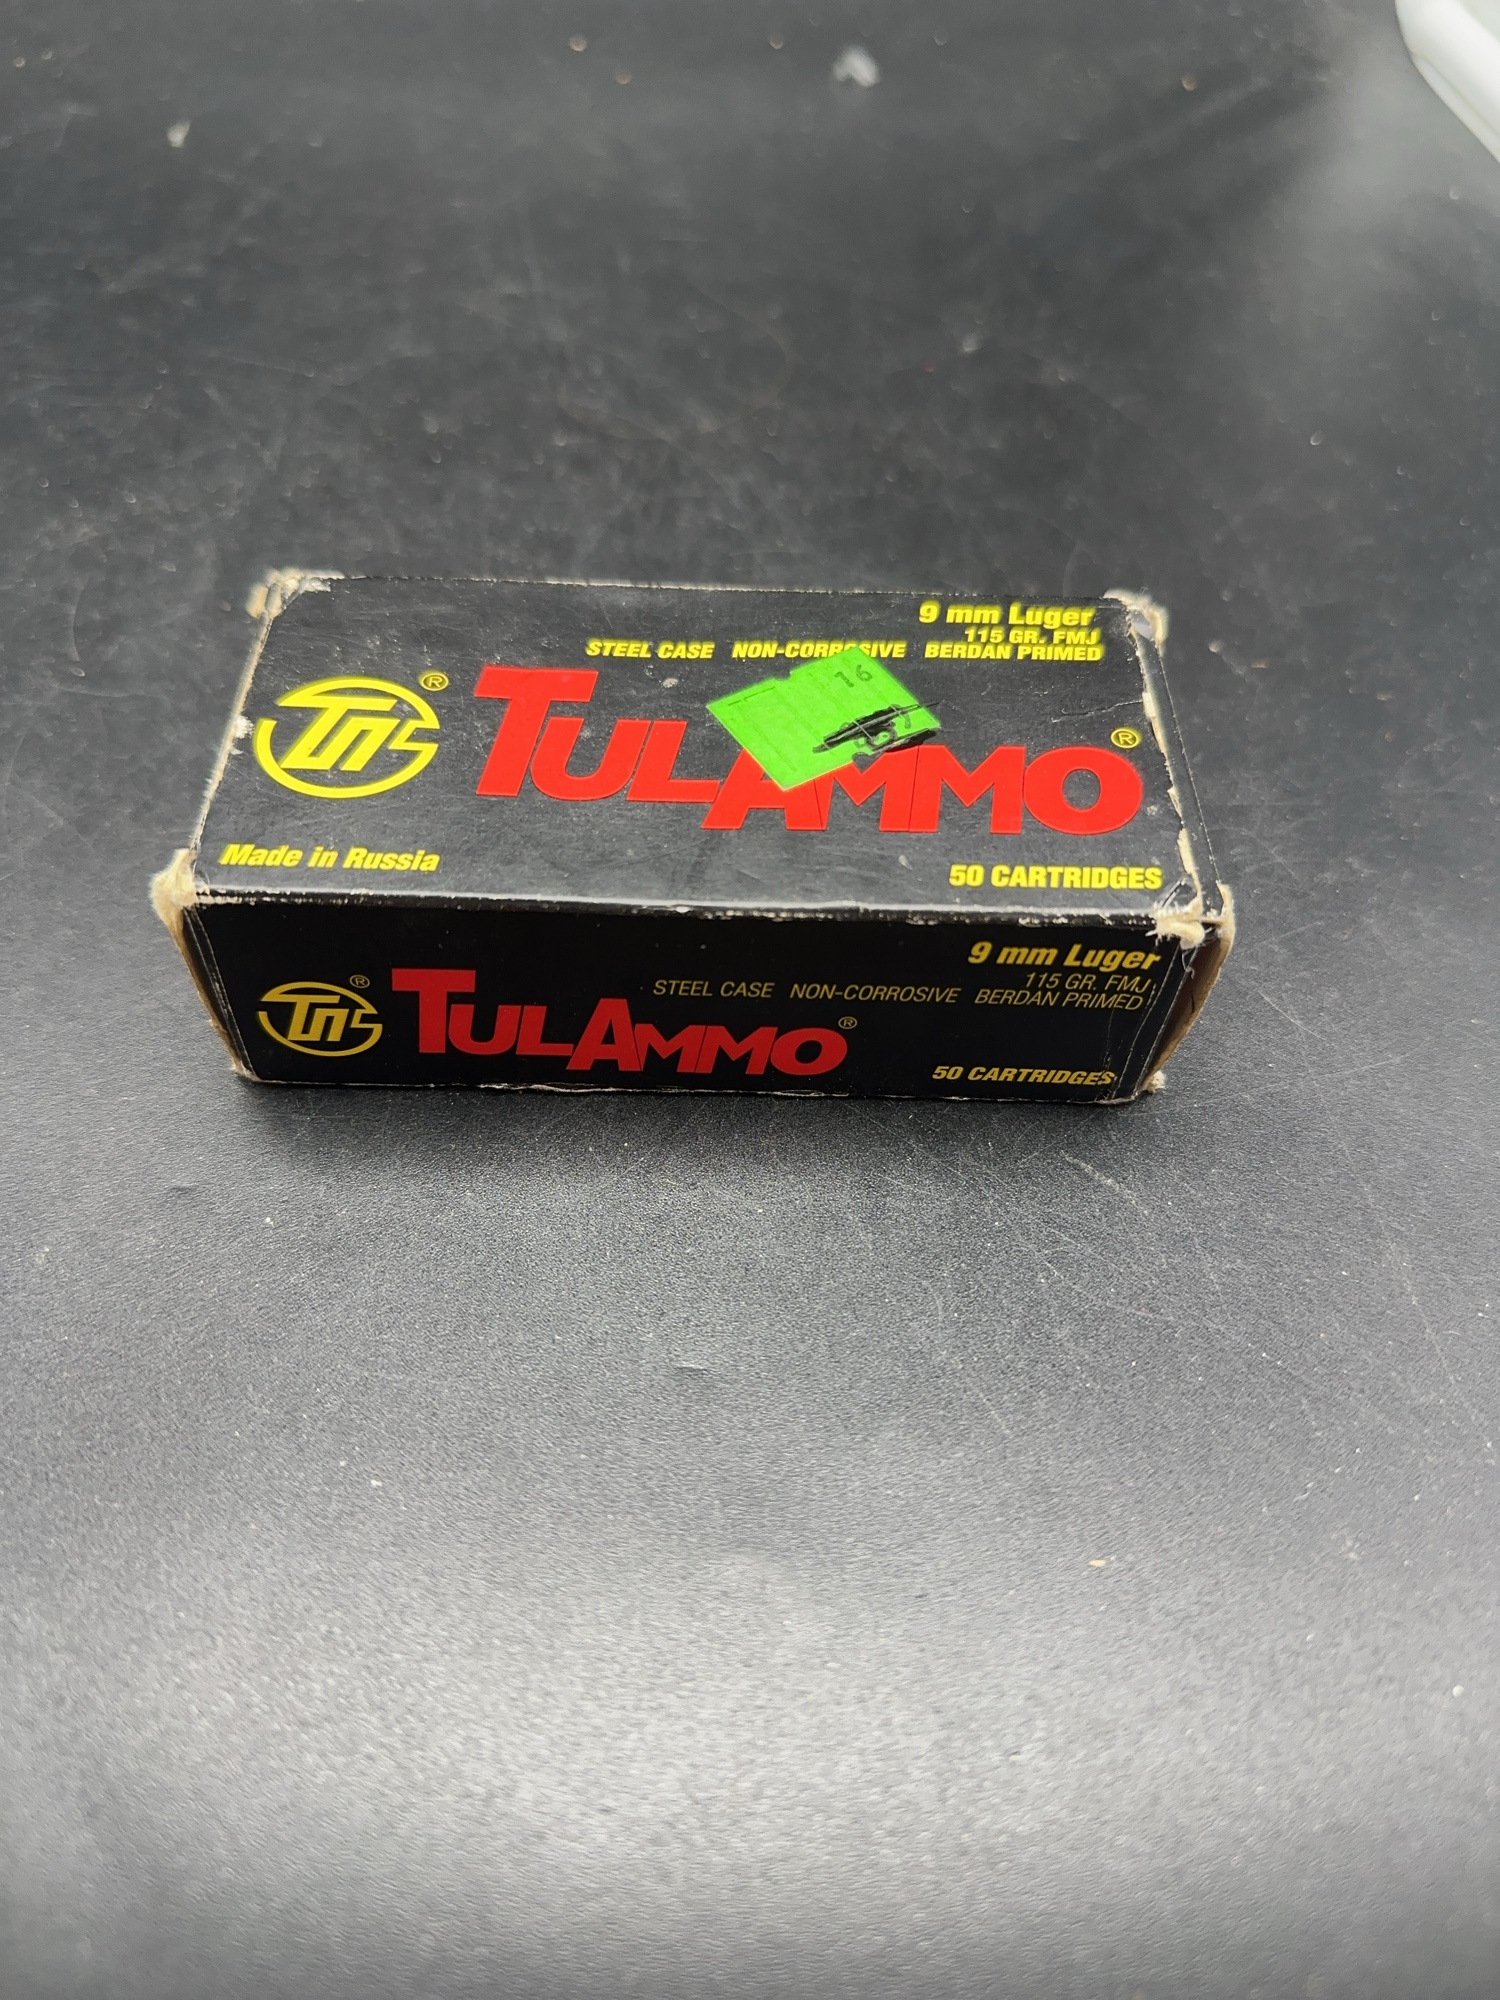 9 mm Luger
115 GR. FMJ
STEEL CASE NON-CORROSIVE BERDAN PRIMED
16
TULAMMO®
®
Made in Russia
50 CARTRIDGES
9 mm Luger
115 GR. FMJ
STEEL CASE NON-CORROSIVE BERDAN PRIMED
®
TULAMMO®
50 CARTRIDGES